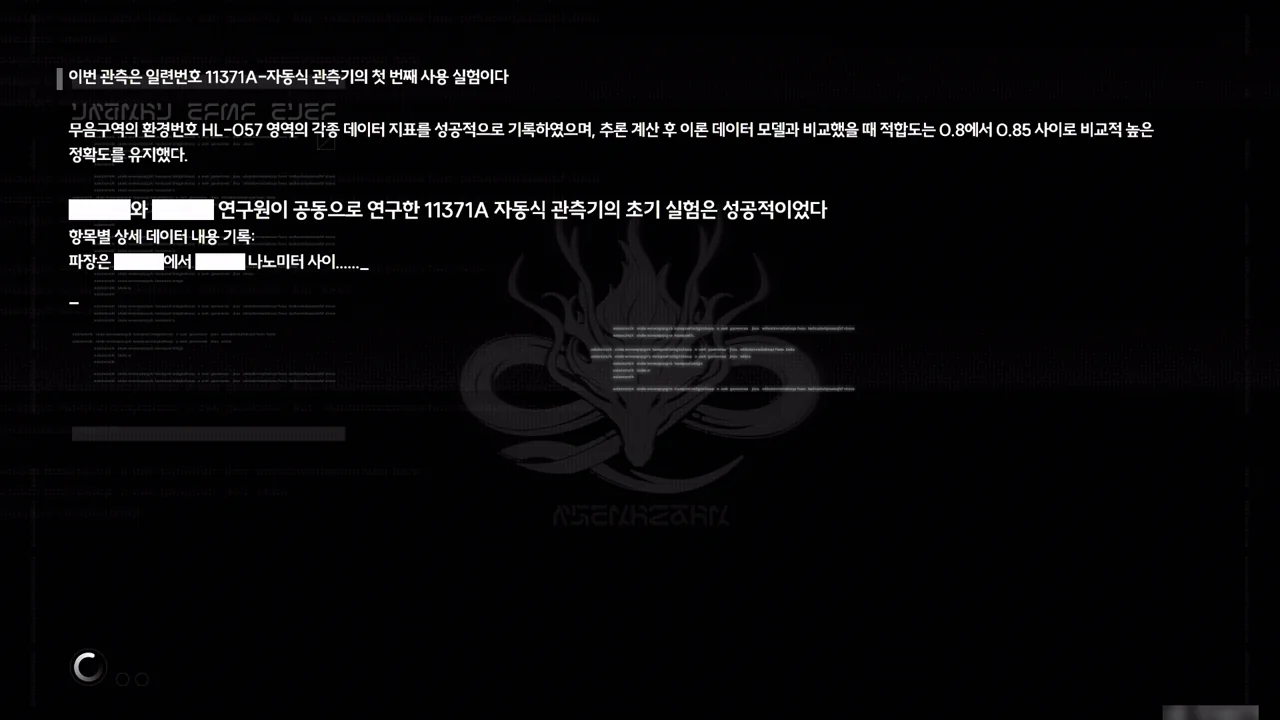 이번 관측은 일련번호 11371A-자동식 관측기의 첫 번째 사용 실험이다
무음구역의 환경번호 HL-057 영역의 각종 데이터 지표를 성공적으로 기록하였으며, 추론 계산 후 이론 데이터 모델과 비교했을 때 적합도는 0.8에서 0.85 사이로 비교적 높은
정확도를 유지했다.
와 연구원이 공동으로 연구한 11371A 자동식 관측기의 초기 실험은 성공적이었다
항목별 상세 데이터 내용 기록:
파장은 에서 나노미터 사이......_
_